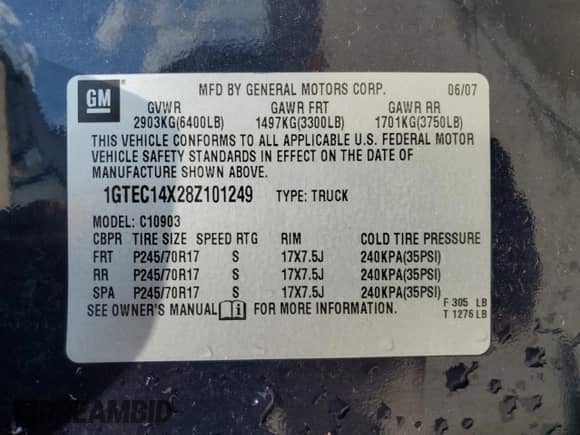 GM
MFD BY GENERAL MOTORS CORP. 06/07
GVWR GAWR FRT GAWR RR
2903KG(6400LB) 1497KG(3300LB) 1701KG(3750LB)
THIS VEHICLE CONFORMS TO ALL APPLICABLE U.S. FEDERAL MOTOR
VEHICLE SAFETY STANDARDS IN EFFECT ON THE DATE OF
MANUFACTURE SHOWN ABOVE.
1GTEC14X28Z101249 TYPE: TRUCK
MODEL: C10903
CBPR TIRE SIZE SPEED RTG RIM COLD TIRE PRESSURE
FRT P245/70R17 S 17X7.5J 240KPA(35PSI)
RR P245/70R17 S 17X7.5J 240KPA(35PSI)
SPA P245/70R17 S 17X7.5J 240KPA(35PSI)
SEE OWNER'S MANUAL i FOR MORE INFORMATION.
F 305 LB
T 1276 LB
DREAMBID